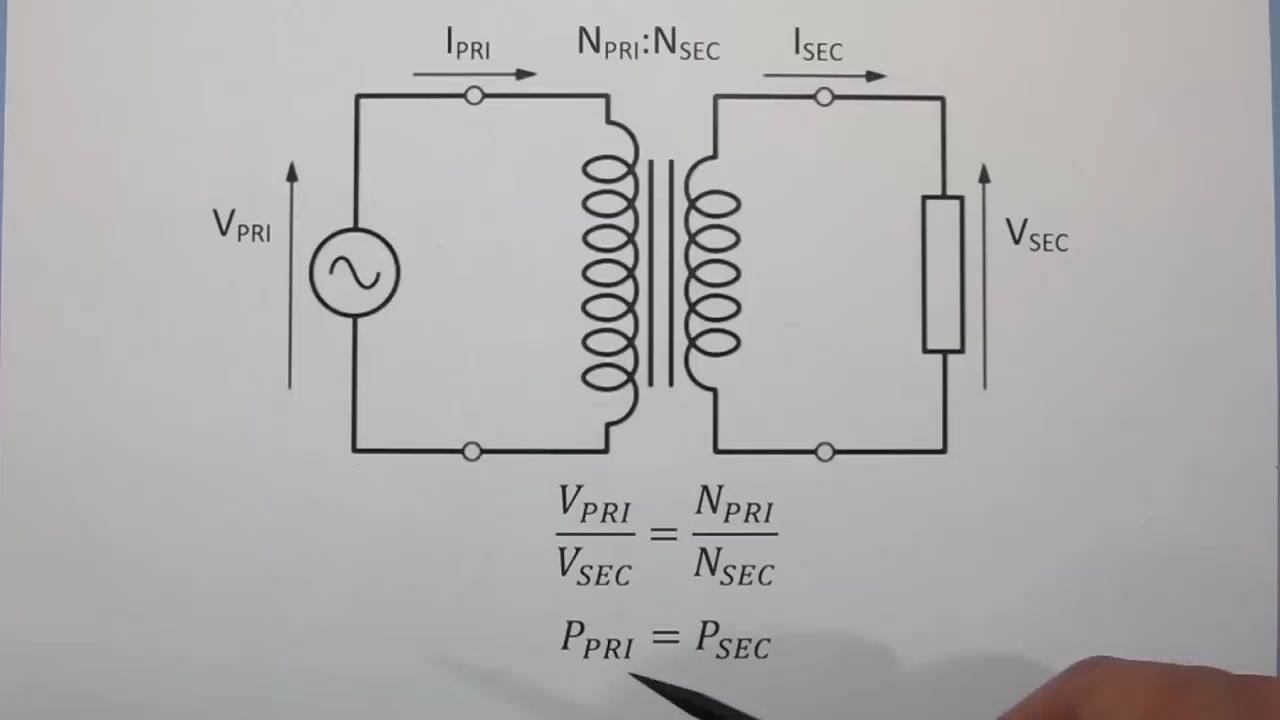 I_PRI N_PRI:N_SEC I_SEC
V_PRI V_SEC
V_PRI / V_SEC = N_PRI / N_SEC
P_PRI = P_SEC